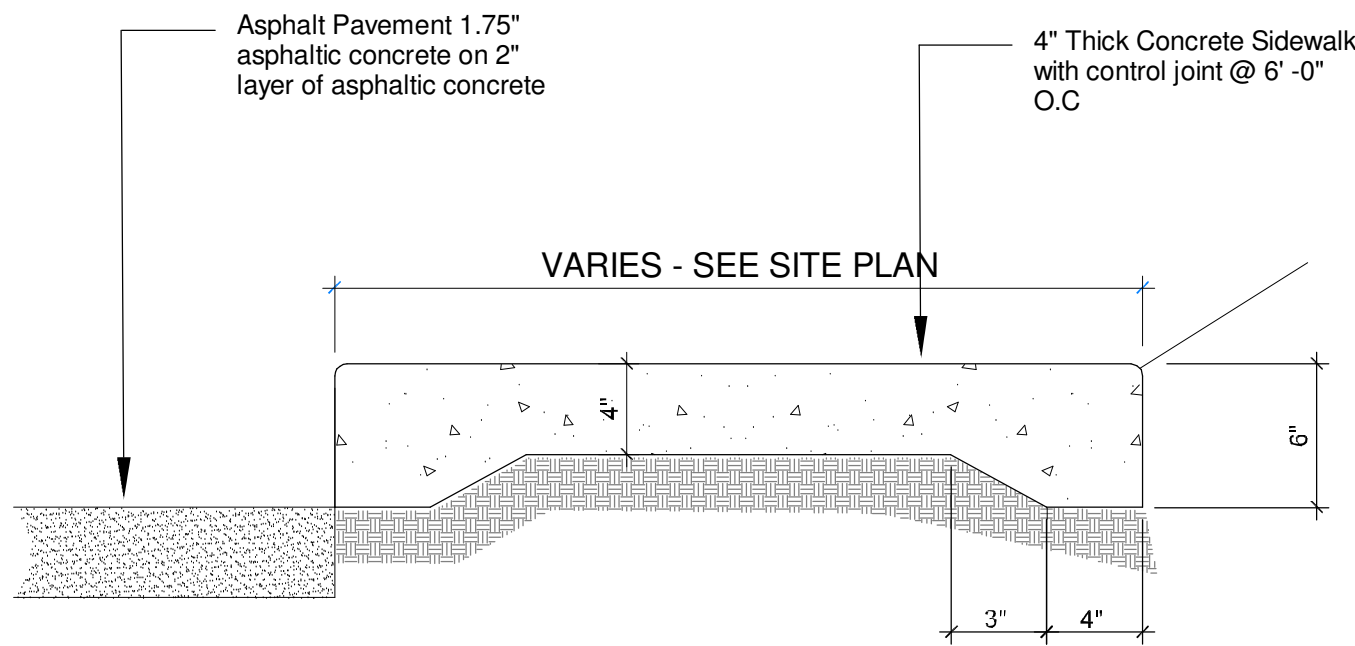 Asphalt Pavement 1.75"
asphaltic concrete on 2"
layer of asphaltic concrete
4" Thick Concrete Sidewalk
with control joint @ 6' -0"
O.C
VARIES - SEE SITE PLAN
4"
6"
3"
4"